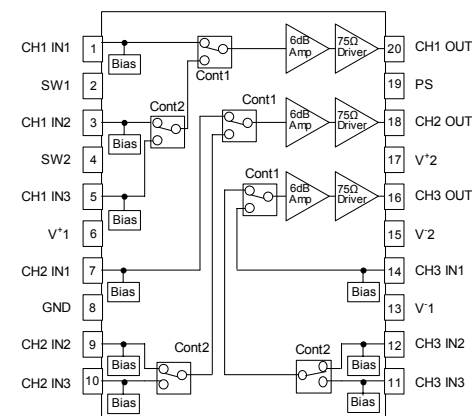 CH1 IN1 1 Bias Cont1 6dB Amp 75Ω Driver 20 CH1 OUT
SW1 2 19 PS
CH1 IN2 3 Bias Cont2 Cont1 6dB Amp 75Ω Driver 18 CH2 OUT
SW2 4 17 V+2
CH1 IN3 5 Bias Cont1 6dB Amp 75Ω Driver 16 CH3 OUT
V+1 6 15 V-2
CH2 IN1 7 Bias Bias 14 CH3 IN1
GND 8 13 V-1
CH2 IN2 9 Bias Cont2 Cont2 Bias 12 CH3 IN2
CH2 IN3 10 Bias Bias 11 CH3 IN3